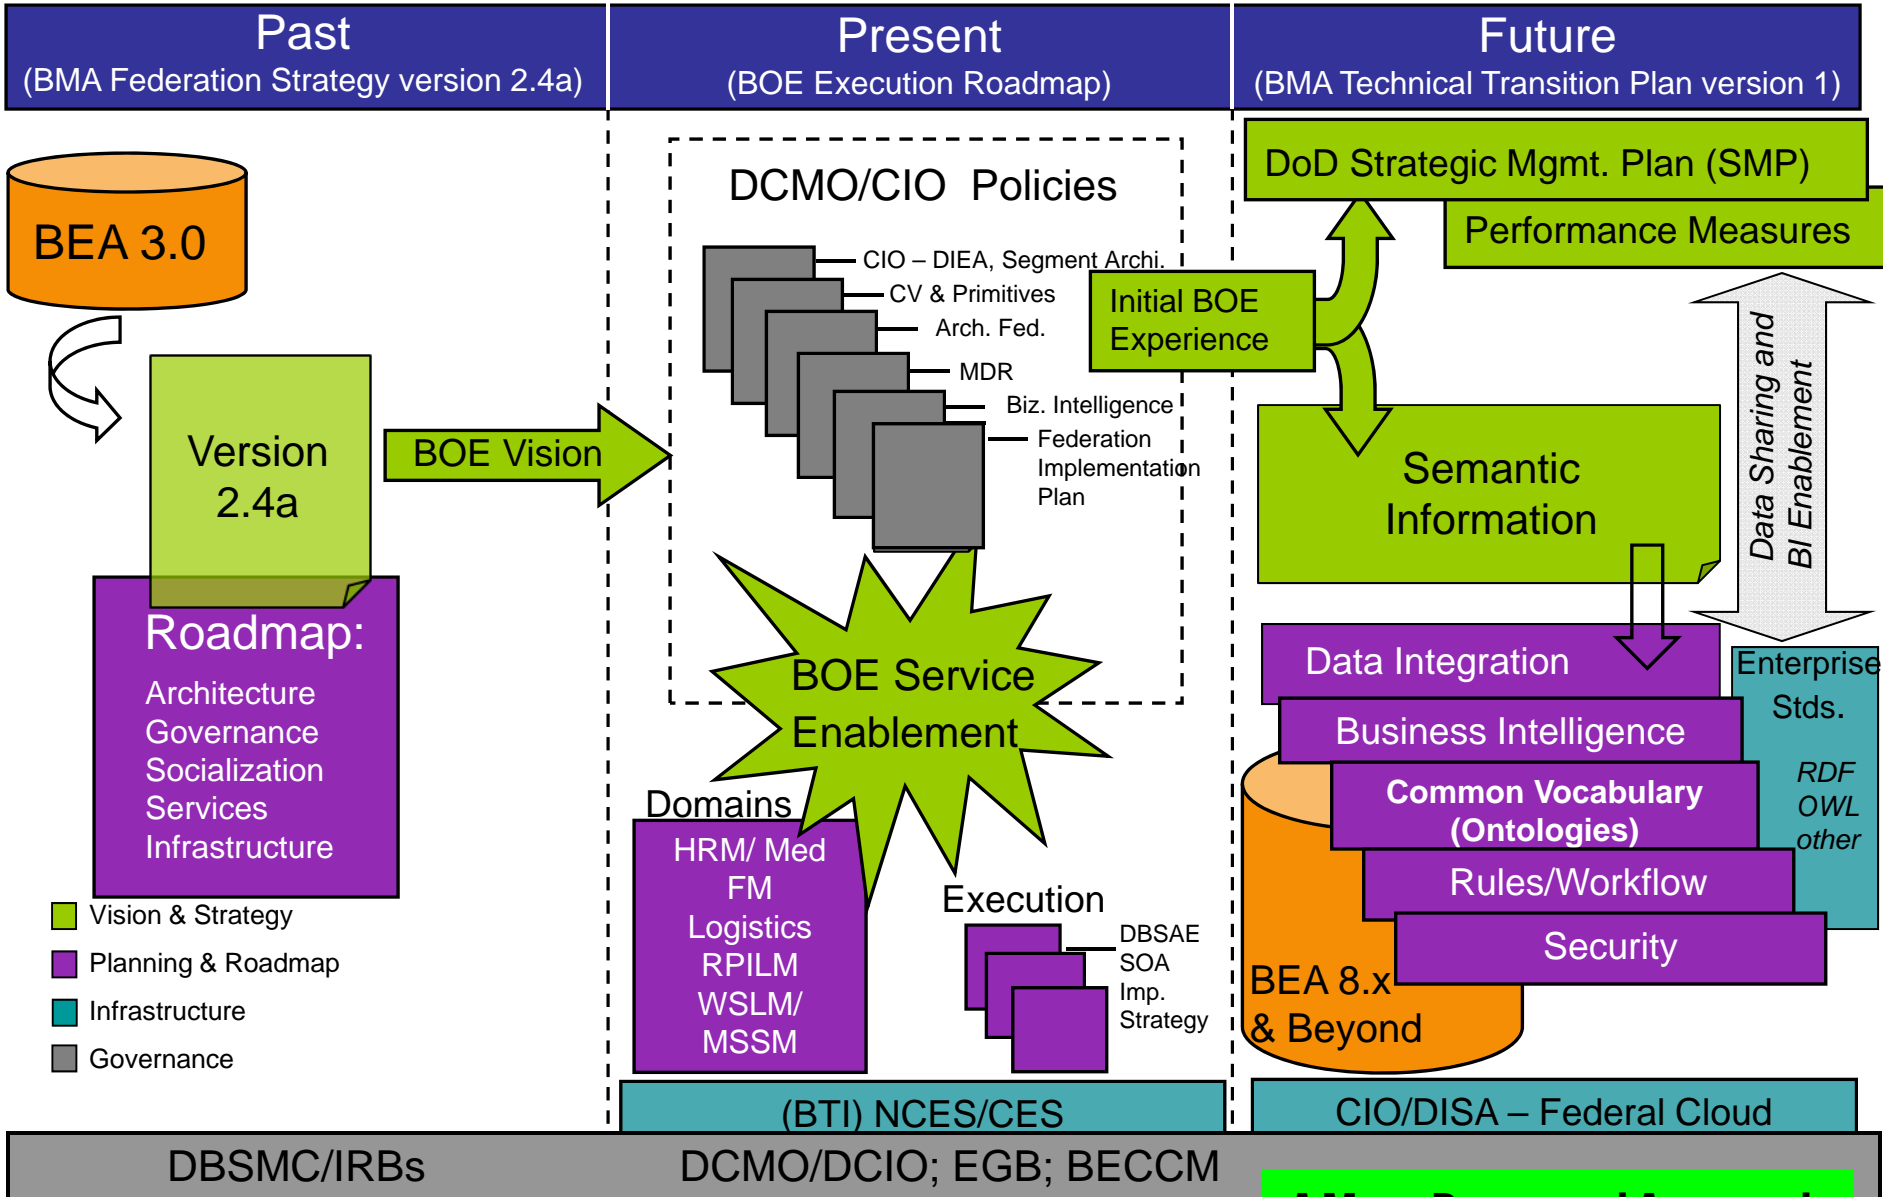 Past
(BMA Federation Strategy version 2.4a)
Present
(BOE Execution Roadmap)
Future
(BMA Technical Transition Plan version 1)
BEA 3.0
Version
2.4a
Roadmap:
Architecture
Governance
Socialization
Services
Infrastructure
Vision & Strategy
Planning & Roadmap
Infrastructure
Governance
BOE Vision
DCMO/CIO Policies
CIO – DIEA, Segment Archi.
CV & Primitives
Arch. Fed.
MDR
Biz. Intelligence
Federation
Implementation
Plan
BOE Service
Enablement
Domains
HRM/ Med
FM
Logistics
RPILM
WSLM/
MSSM
Execution
DBSAE
SOA
Imp.
Strategy
(BTI) NCES/CES
Initial BOE
Experience
DoD Strategic Mgmt. Plan (SMP)
Performance Measures
Data Sharing and
BI Enablement
Semantic
Information
Data Integration
Business Intelligence
Common Vocabulary
(Ontologies)
Rules/Workflow
Security
Enterprise
Stds.
RDF
OWL
other
BEA 8.x
& Beyond
CIO/DISA – Federal Cloud
DBSMC/IRBs
DCMO/DCIO; EGB; BECCM